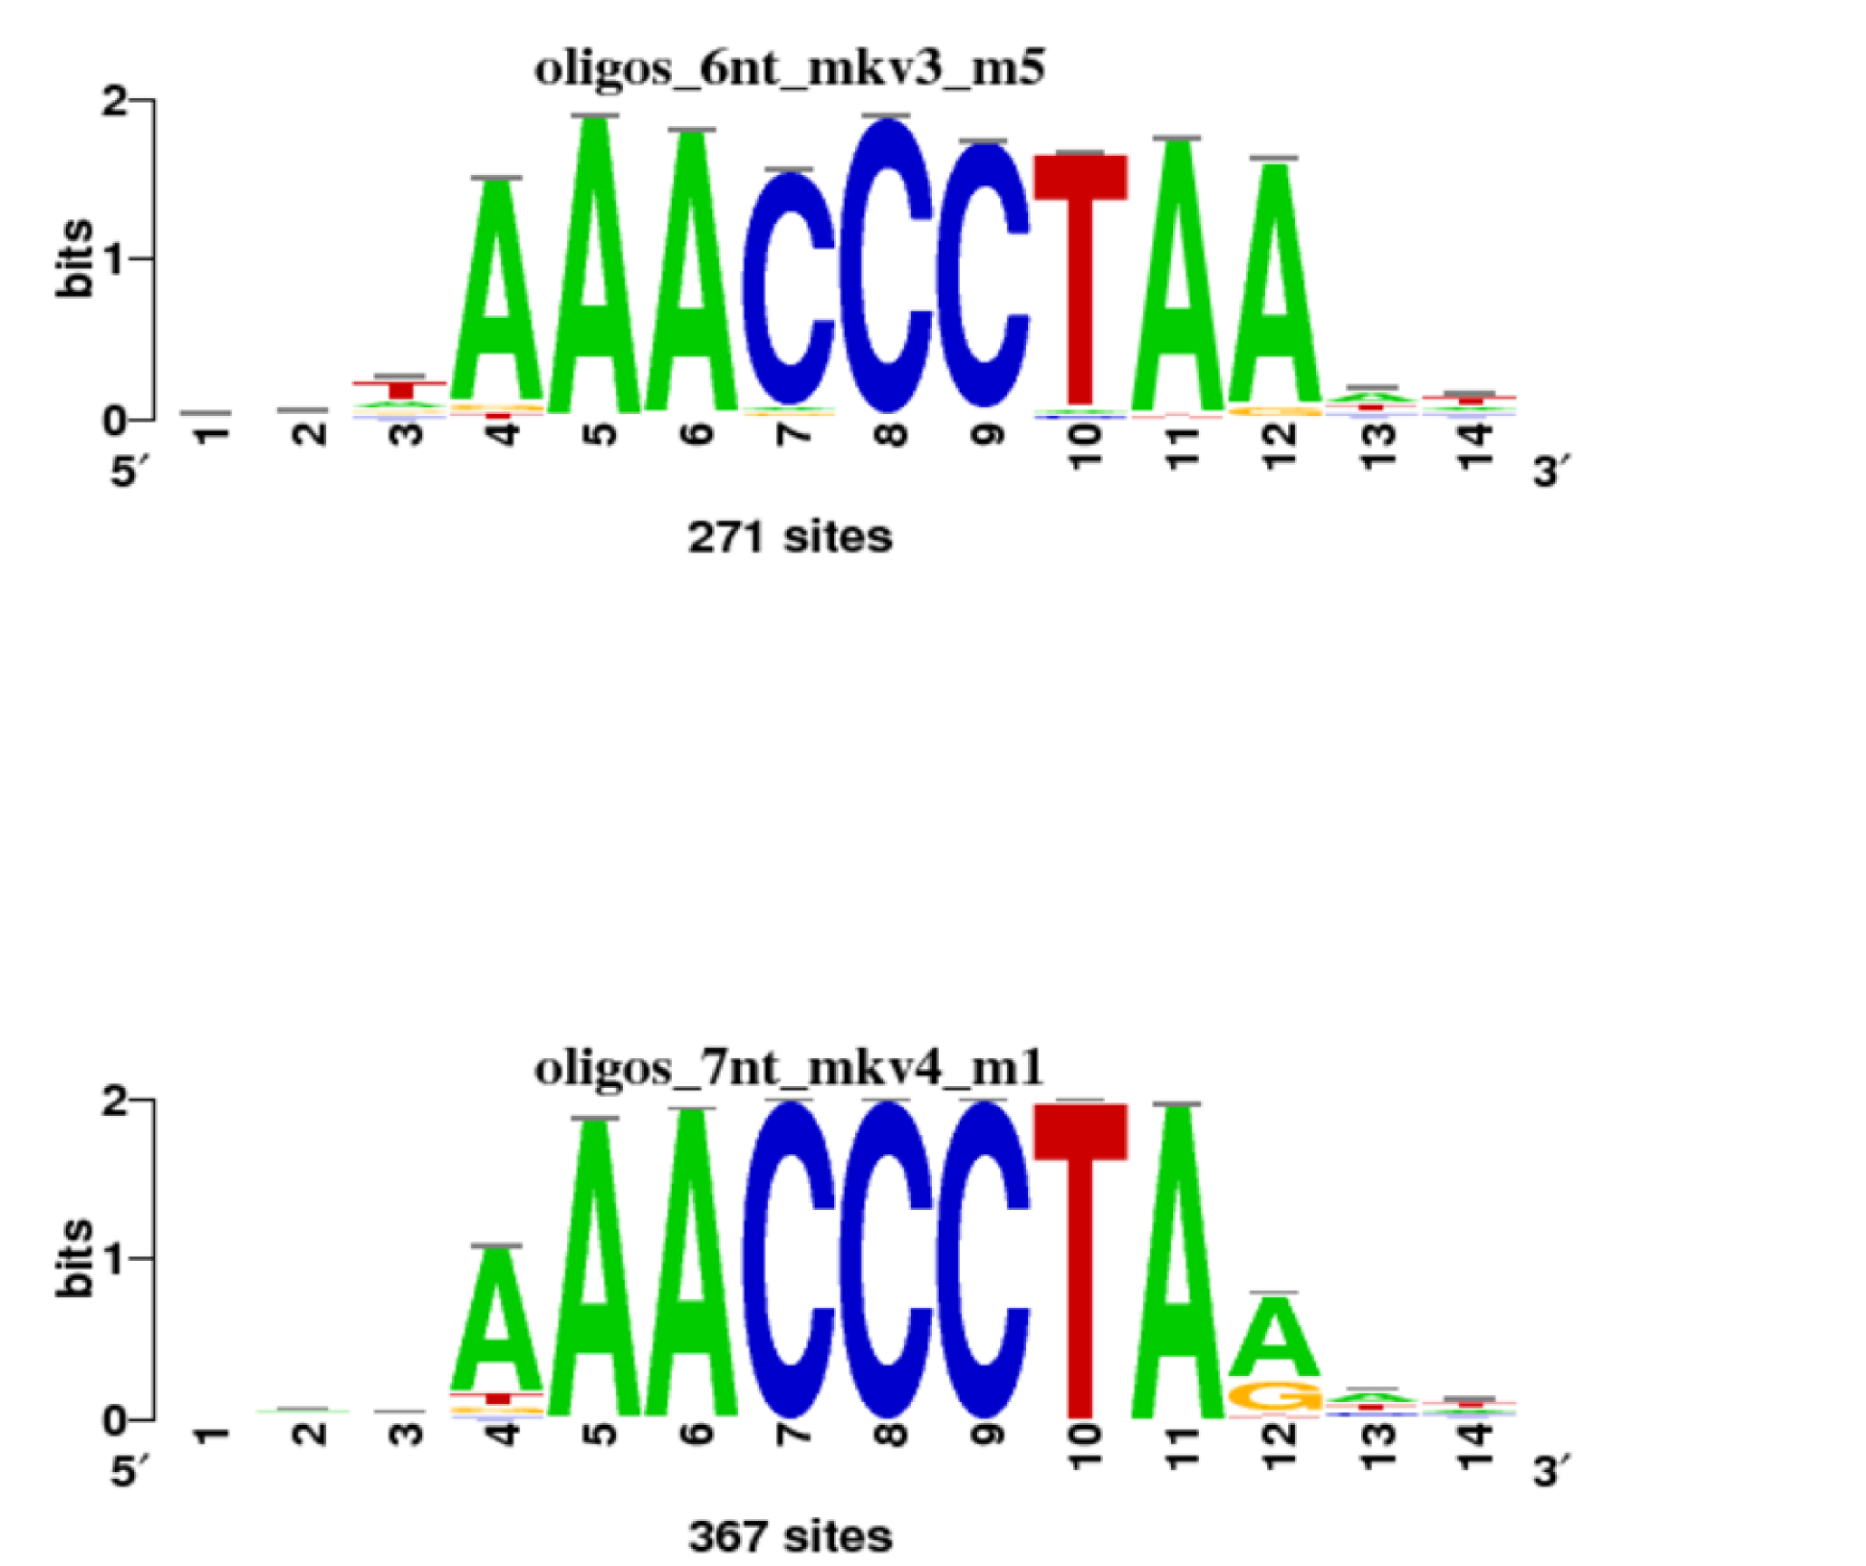 oligos_6nt_mkv3_m5
2
1
0
bits
AAACCCTAA
1 2 3 4 5 6 7 8 9 10 11 12 13 14
5′ 3′
271 sites
oligos_7nt_mkv4_m1
2
1
0
bits
AAACCCTAA
G
1 2 3 4 5 6 7 8 9 10 11 12 13 14
5′ 3′
367 sites